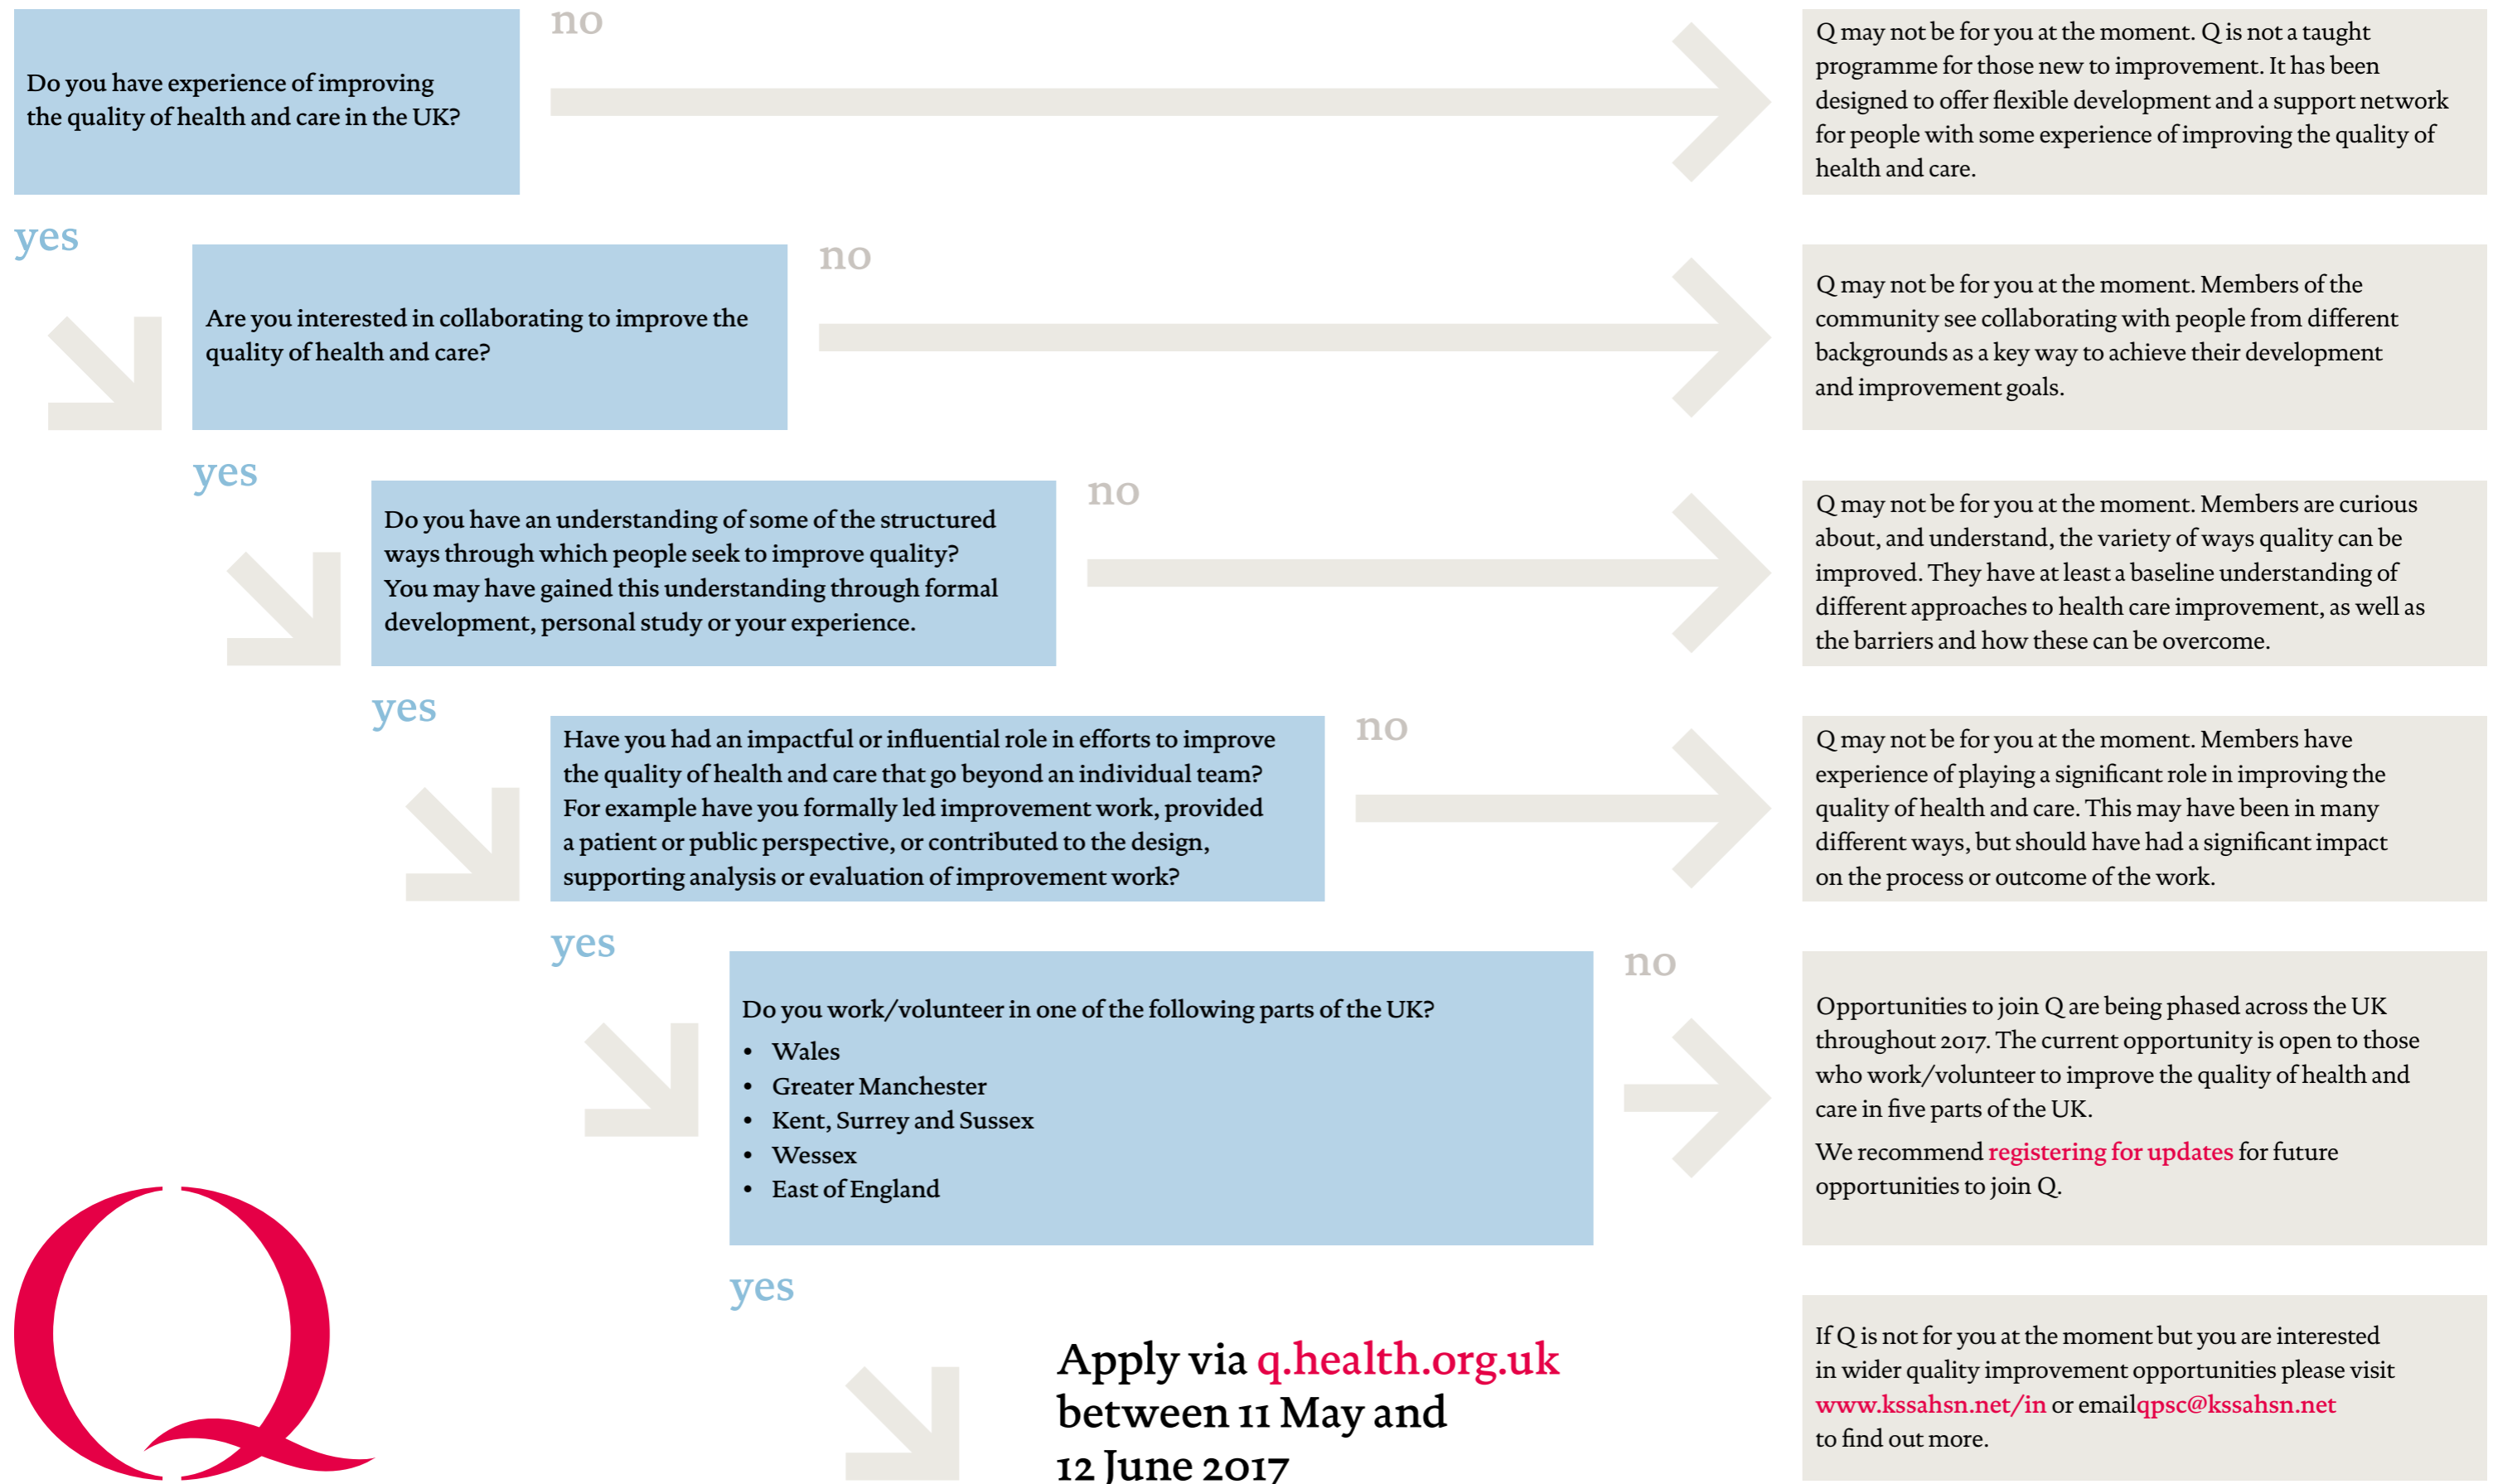 no
Do you have experience of improving
the quality of health and care in the UK?
Q may not be for you at the moment. Q is not a taught
programme for those new to improvement. It has been
designed to offer flexible development and a support network
for people with some experience of improving the quality of
health and care.
yes
no
Are you interested in collaborating to improve the
quality of health and care?
Q may not be for you at the moment. Members of the
community see collaborating with people from different
backgrounds as a key way to achieve their development
and improvement goals.
yes
no
Do you have an understanding of some of the structured
ways through which people seek to improve quality?
You may have gained this understanding through formal
development, personal study or your experience.
Q may not be for you at the moment. Members are curious
about, and understand, the variety of ways quality can be
improved. They have at least a baseline understanding of
different approaches to health care improvement, as well as
the barriers and how these can be overcome.
yes
no
Have you had an impactful or influential role in efforts to improve
the quality of health and care that go beyond an individual team?
For example have you formally led improvement work, provided
a patient or public perspective, or contributed to the design,
supporting analysis or evaluation of improvement work?
Q may not be for you at the moment. Members have
experience of playing a significant role in improving the
quality of health and care. This may have been in many
different ways, but should have had a significant impact
on the process or outcome of the work.
yes
no
Do you work/volunteer in one of the following parts of the UK?
• Wales
• Greater Manchester
• Kent, Surrey and Sussex
• Wessex
• East of England
Opportunities to join Q are being phased across the UK
throughout 2017. The current opportunity is open to those
who work/volunteer to improve the quality of health and
care in five parts of the UK.
We recommend registering for updates for future
opportunities to join Q.
yes
Q
Apply via q.health.org.uk
between 11 May and
12 June 2017
If Q is not for you at the moment but you are interested
in wider quality improvement opportunities please visit
www.kssahsn.net/in or emailqpsc@kssahsn.net
to find out more.